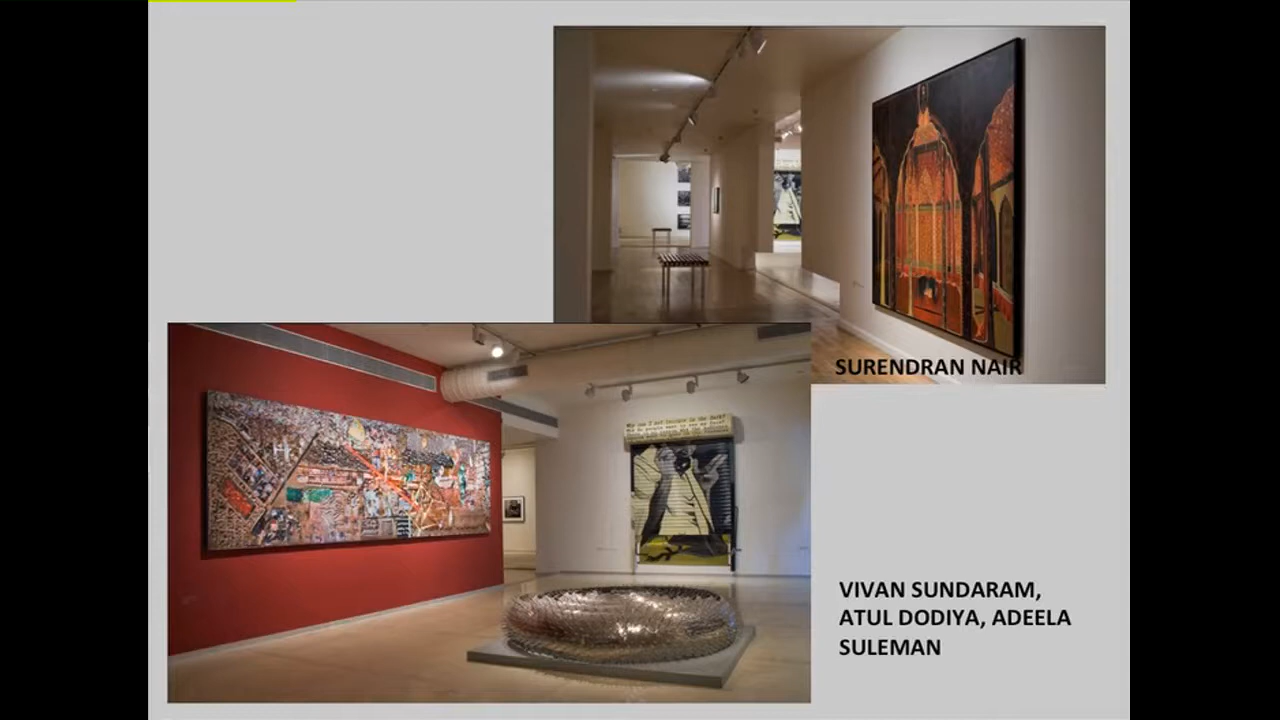 SURENDRAN NAIR
VIVAN SUNDARAM,
ATUL DODIYA, ADEELA
SULEMAN